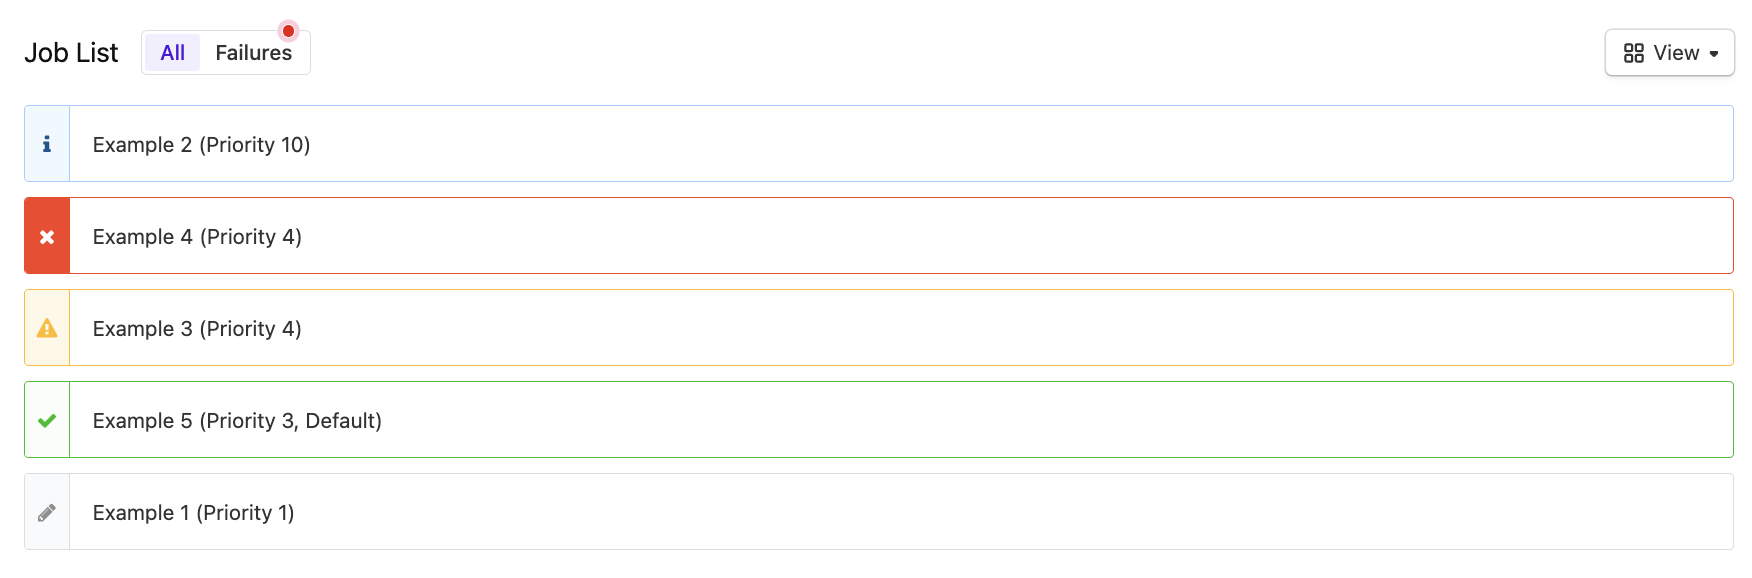 Job List
All
Failures
View
Example 2 (Priority 10)
Example 4 (Priority 4)
Example 3 (Priority 4)
Example 5 (Priority 3, Default)
Example 1 (Priority 1)